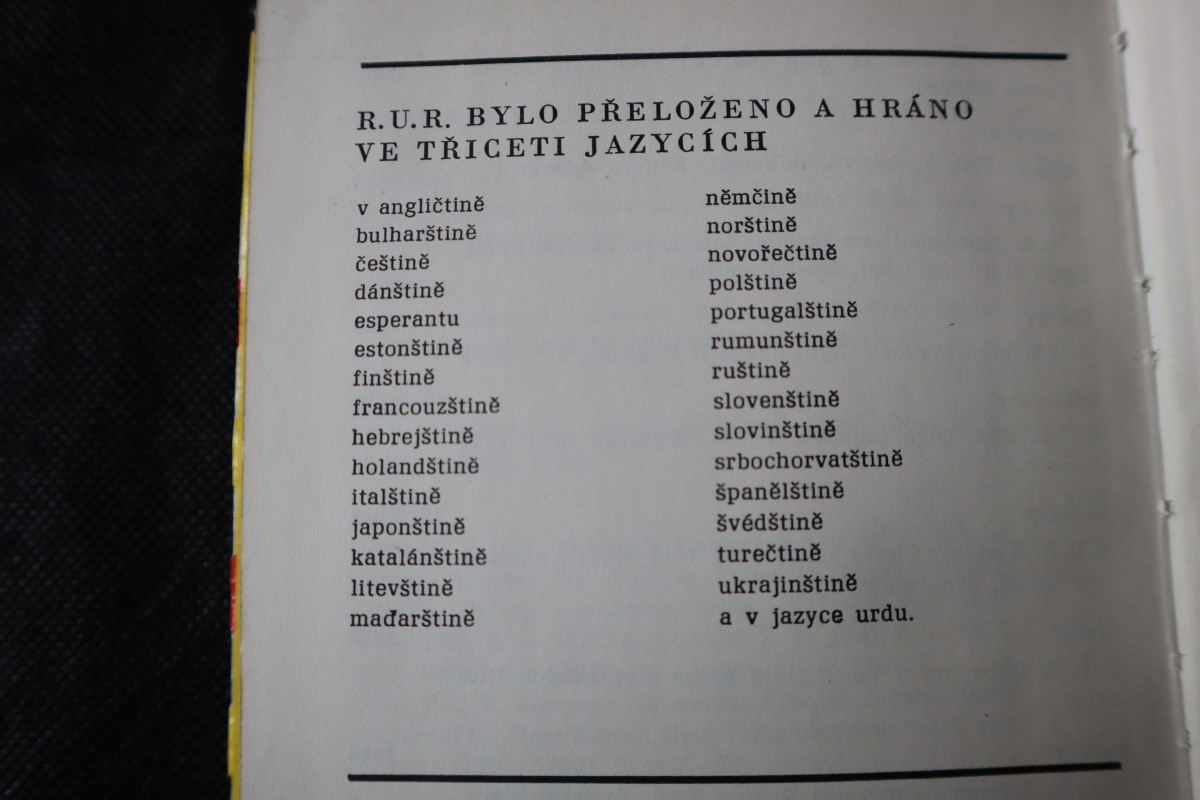 R.U.R. BYLO PŘELOŽENO A HRÁNO
VE TŘICETI JAZYCÍCH
v angličtině
bulharštině
češtině
dánštině
esperantu
estonštině
finštině
francouzštině
hebrejštině
holandštině
italštině
japonštině
katalánštině
litevštině
maďarštině
němčině
norštině
novořečtině
polštině
portugalštině
rumunštině
ruštině
slovenštině
slovinštině
srbochorvatštině
španělštině
švédštině
turečtině
ukrajinštině
a v jazyce urdu.